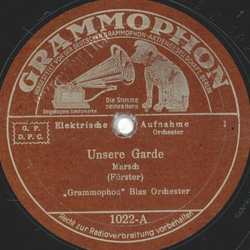 GRAMMOPHON
HERGESTELLT VON DER DEUTSCHEN GRAMMOPHON-AKTIENGESELLSCHAFT, BERLIN
Die Stimme
seines Herrn
Eingetragene Schutzmarke
G. P.
D. P. C.
Elektrische Aufnahme
Orchester
1
Unsere Garde
Marsch
(Förster)
„Grammophon" Blas Orchester
1022-A
Recht zur Radioverbreitung vorbehalten